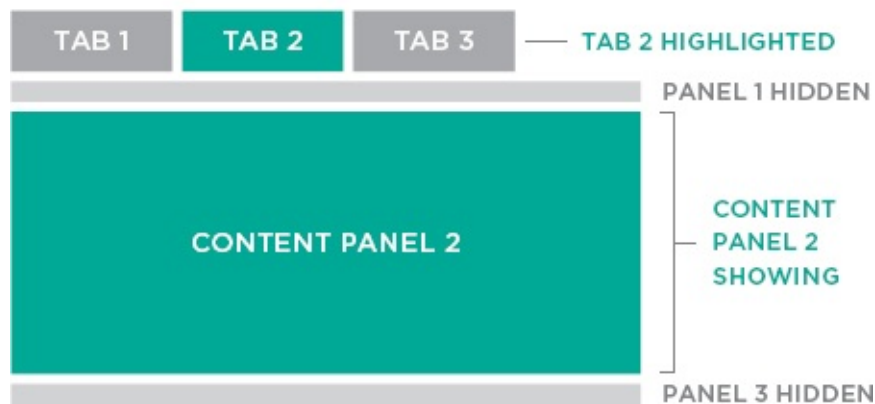 TAB 1 TAB 2 TAB 3 TAB 2 HIGHLIGHTED
PANEL 1 HIDDEN
CONTENT PANEL 2
CONTENT
PANEL 2
SHOWING
PANEL 3 HIDDEN